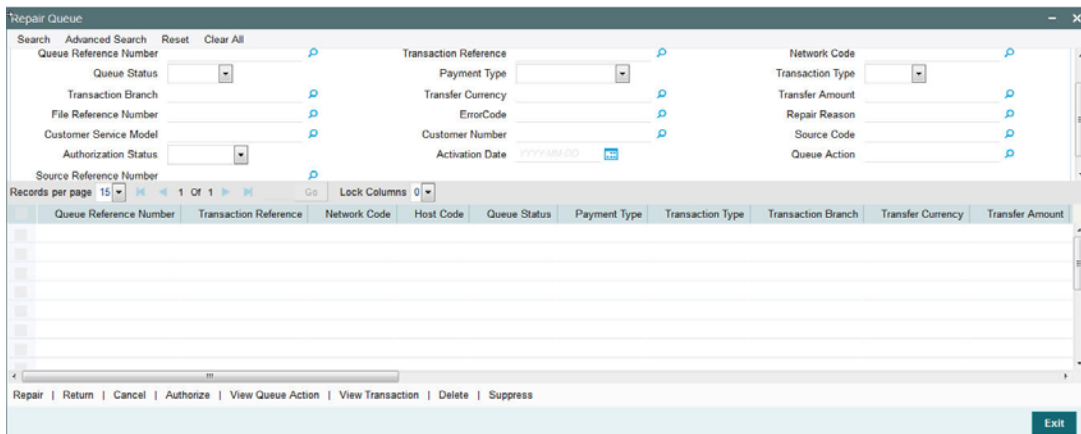 Repair Queue
Search Advanced Search Reset Clear All
Queue Reference Number Transaction Reference Network Code
Queue Status Payment Type Transaction Type
Transaction Branch Transfer Currency Transfer Amount
File Reference Number ErrorCode Repair Reason
Customer Service Model Customer Number Source Code
Authorization Status Activation Date YYYY-MM-DD Queue Action
Source Reference Number
Records per page 15 1 Of 1 Go Lock Columns 0
Queue Reference Number Transaction Reference Network Code Host Code Queue Status Payment Type Transaction Type Transaction Branch Transfer Currency Transfer Amount
Repair | Return | Cancel | Authorize | View Queue Action | View Transaction | Delete | Suppress
Exit